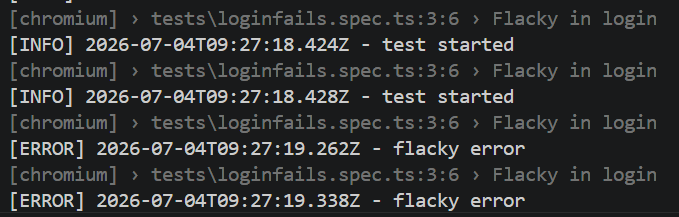 [chromium] › tests\loginfails.spec.ts:3:6 › Flacky in login
[INFO] 2026-07-04T09:27:18.424Z - test started
[chromium] › tests\loginfails.spec.ts:3:6 › Flacky in login
[INFO] 2026-07-04T09:27:18.428Z - test started
[chromium] › tests\loginfails.spec.ts:3:6 › Flacky in login
[ERROR] 2026-07-04T09:27:19.262Z - flacky error
[chromium] › tests\loginfails.spec.ts:3:6 › Flacky in login
[ERROR] 2026-07-04T09:27:19.338Z - flacky error